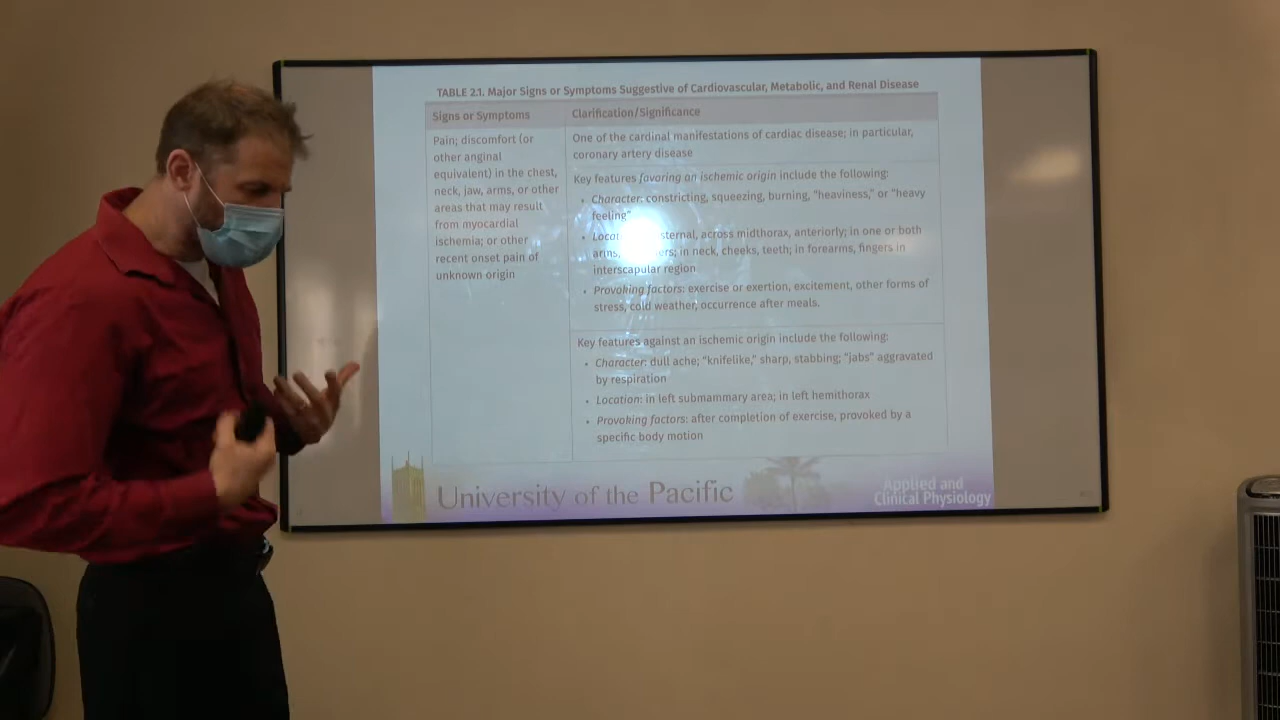 TABLE 2.1. Major Signs or Symptoms Suggestive of Cardiovascular, Metabolic, and Renal Disease
Signs or Symptoms
Clarification/Significance
Pain; discomfort (or
other anginal
equivalent) in the chest,
neck, jaw, arms, or other
areas that may result
from myocardial
ischemia; or other
recent onset pain of
unknown origin
One of the cardinal manifestations of cardiac disease; in particular,
coronary artery disease
Key features favoring an ischemic origin include the following:
• Character: constricting, squeezing, burning, “heaviness,” or “heavy
feeling”
• across midthorax, anteriorly; in one or both
arms, in neck, cheeks, teeth; in forearms, fingers in
interscapular region
• Provoking factors: exercise or exertion, excitement, other forms of
stress, cold weather, occurrence after meals.
Key features against an ischemic origin include the following:
• Character: dull ache; “knifelike,” sharp, stabbing; “jabs” aggravated
by respiration
• Location: in left submammary area; in left hemithorax
• Provoking factors: after completion of exercise, provoked by a
specific body motion
University of the Pacific
Applied and
Clinical Physiology